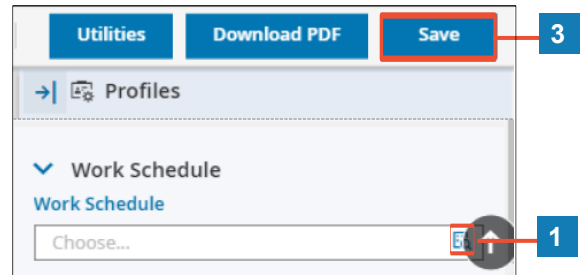 Utilities Download PDF Save 3
Profiles
Work Schedule
Work Schedule
Choose... 1